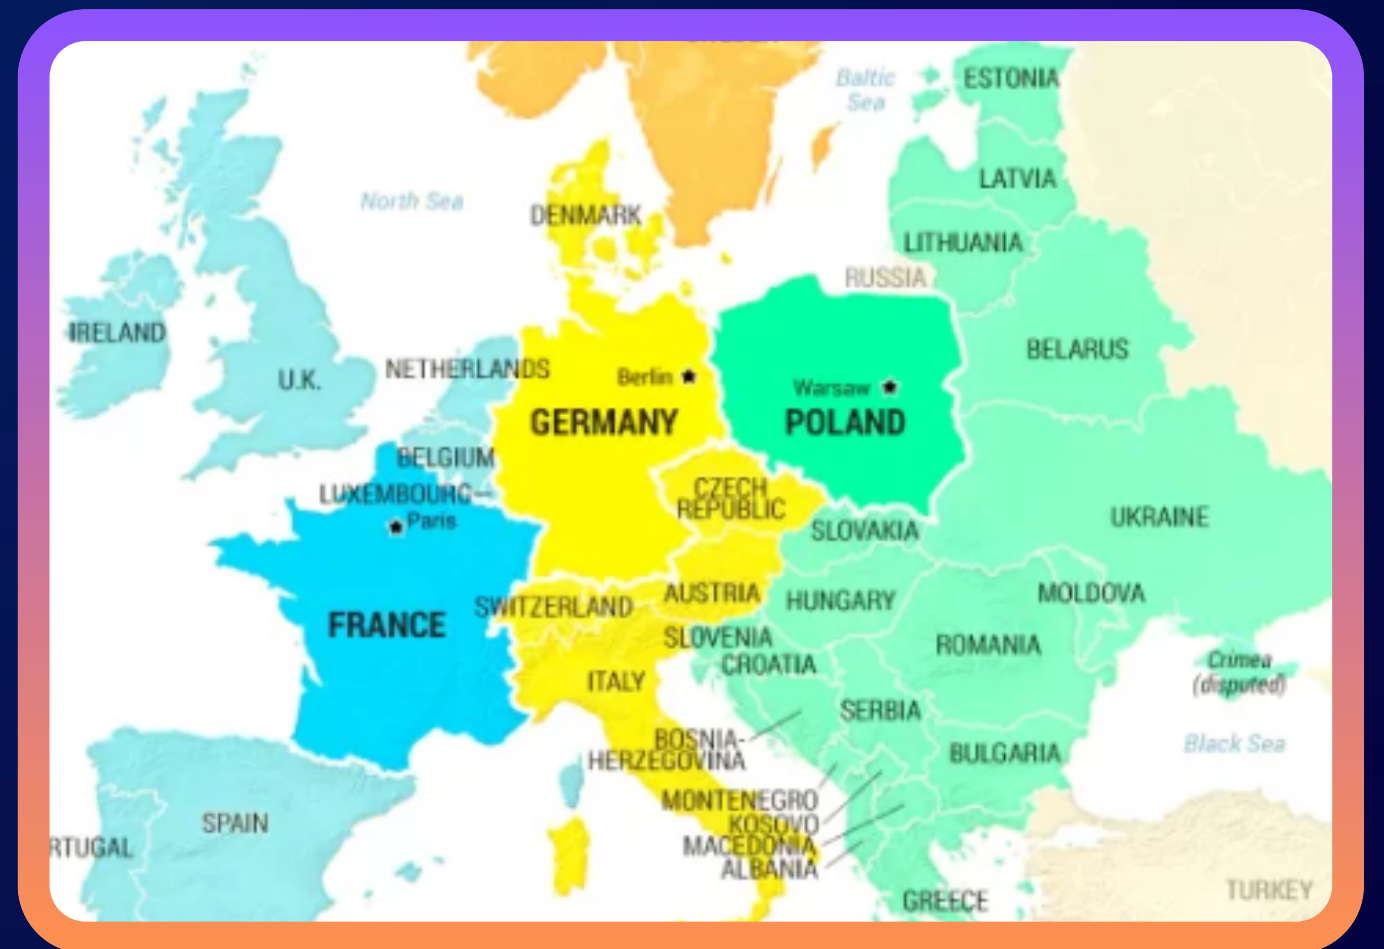 Baltic
Sea
ESTONIA
LATVIA
North Sea
DENMARK
LITHUANIA
RUSSIA
IRELAND
U.K.
NETHERLANDS
BELARUS
Berlin
Warsaw
GERMANY
POLAND
BELGIUM
LUXEMBOURG
CZECH
REPUBLIC
Paris
UKRAINE
SLOVAKIA
AUSTRIA
MOLDOVA
SWITZERLAND
HUNGARY
FRANCE
SLOVENIA
ROMANIA
CROATIA
Crimea
(disputed)
ITALY
SERBIA
BOSNIA-
HERZEGOVINA
Black Sea
BULGARIA
MONTENEGRO
SPAIN
KOSOVO
RTUGAL
MACEDONIA
ALBANIA
TURKEY
GREECE